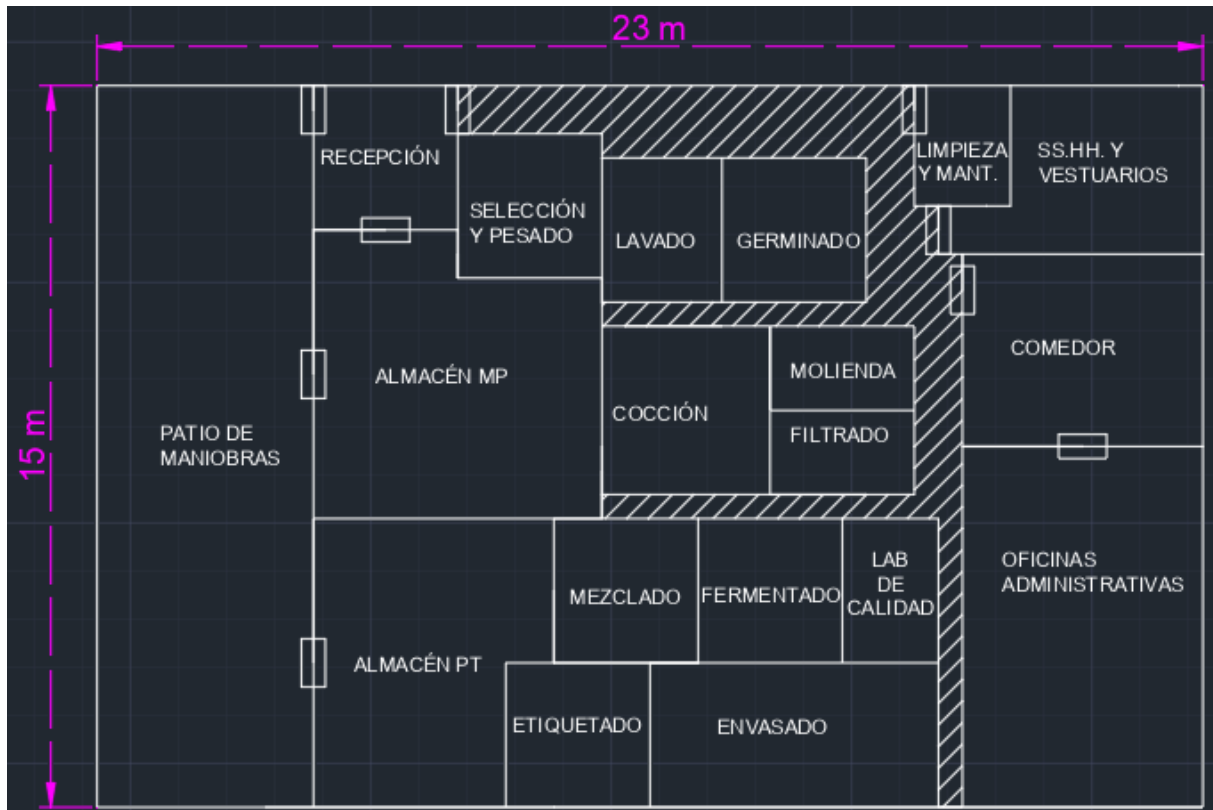 23 m
15 m
RECEPCIÓN
SELECCIÓN
Y PESADO
LAVADO
GERMINADO
LIMPIEZA
Y MANT.
SS.HH. Y
VESTUARIOS
ALMACÉN MP
COCCIÓN
MOLIENDA
FILTRADO
COMEDOR
PATIO DE
MANIOBRAS
MEZCLADO
FERMENTADO
LAB
DE
CALIDAD
OFICINAS
ADMINISTRATIVAS
ALMACÉN PT
ETIQUETADO
ENVASADO